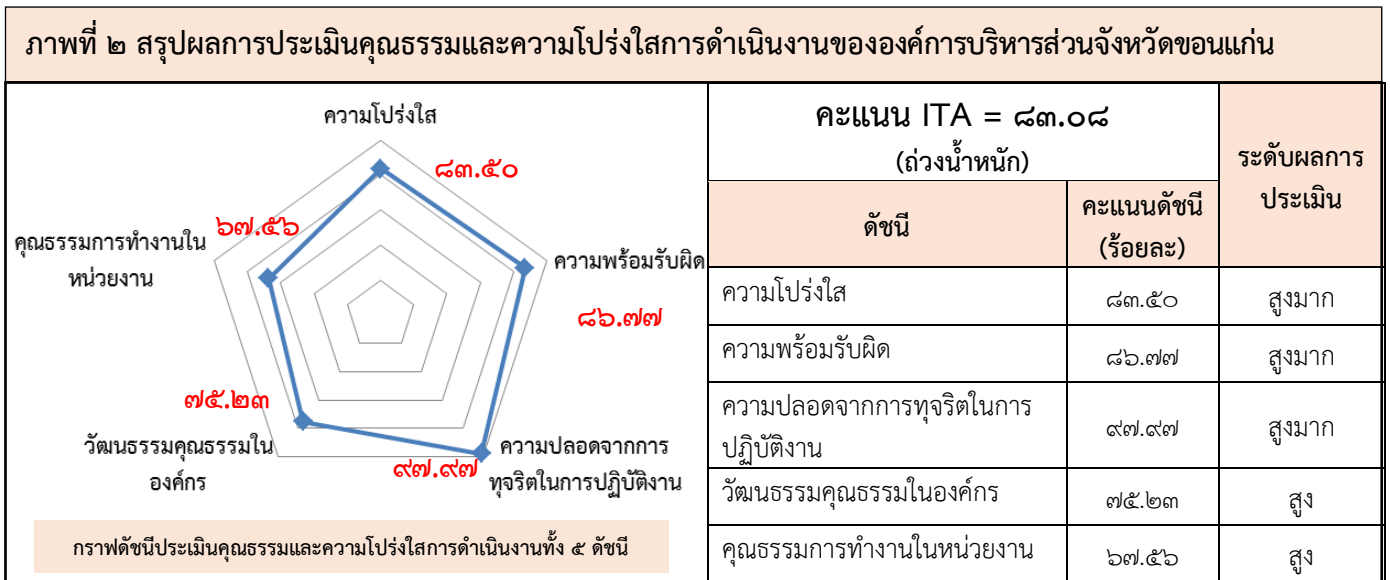 ภาพที่ ๒ สรุปผลการประเมินคุณธรรมและความโปร่งใสการดำเนินงานขององค์การบริหารส่วนจังหวัดขอนแก่น
ความโปร่งใส
๘๓.๕๐
ความพร้อมรับผิด
๘๖.๗๗
ความปลอดจากการ
ทุจริตในการปฏิบัติงาน
๙๗.๙๗
วัฒนธรรมคุณธรรมใน
องค์กร
๗๕.๒๓
คุณธรรมการทำงานใน
หน่วยงาน
๖๗.๕๖
กราฟดัชนีประเมินคุณธรรมและความโปร่งใสการดำเนินงานทั้ง ๕ ดัชนี
คะแนน ITA = ๘๓.๐๘
(ถ่วงน้ำหนัก)
ระดับผลการ
ประเมิน
ดัชนี
คะแนนดัชนี
(ร้อยละ)
ความโปร่งใส ๘๓.๕๐ สูงมาก
ความพร้อมรับผิด ๘๖.๗๗ สูงมาก
ความปลอดจากการทุจริตในการ
ปฏิบัติงาน ๙๗.๙๗ สูงมาก
วัฒนธรรมคุณธรรมในองค์กร ๗๕.๒๓ สูง
คุณธรรมการทำงานในหน่วยงาน ๖๗.๕๖ สูง